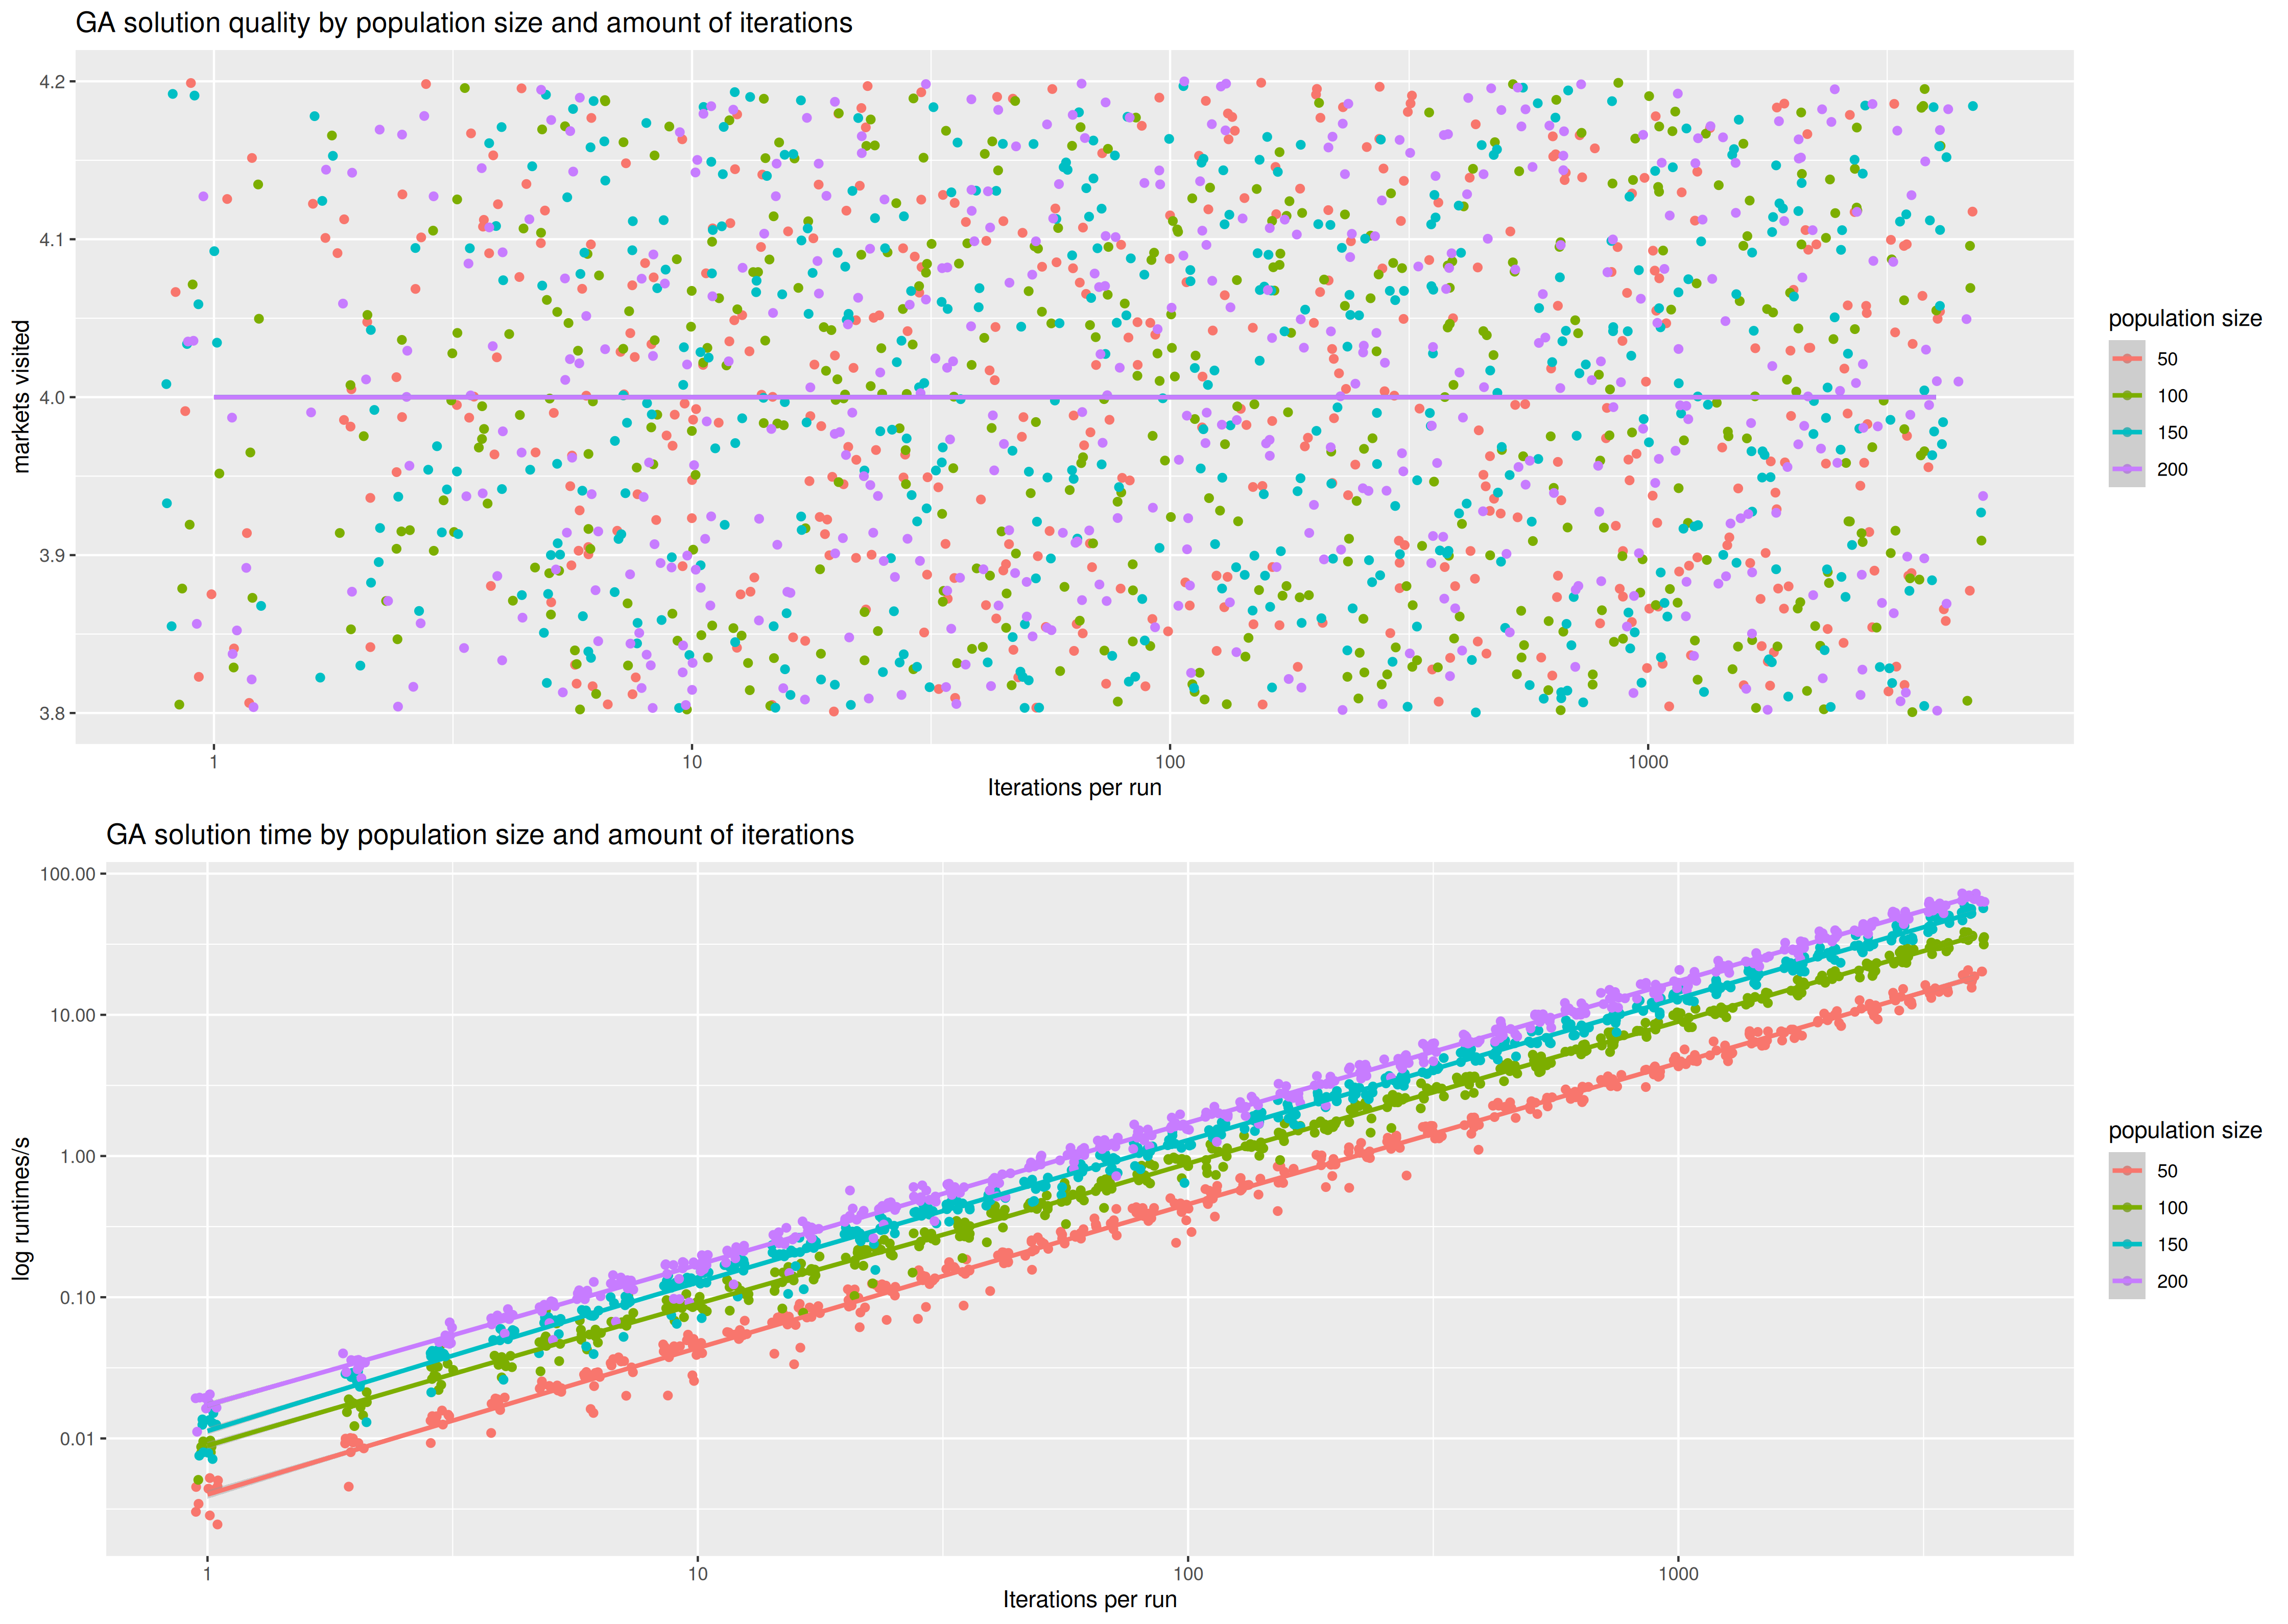 GA solution quality by population size and amount of iterations
4.2
4.1
4.0
3.9
3.8
markets visited
1 10 100 1000
Iterations per run
population size
50
100
150
200
GA solution time by population size and amount of iterations
100.00
10.00
1.00
0.10
0.01
log runtimes/s
1 10 100 1000
Iterations per run
population size
50
100
150
200